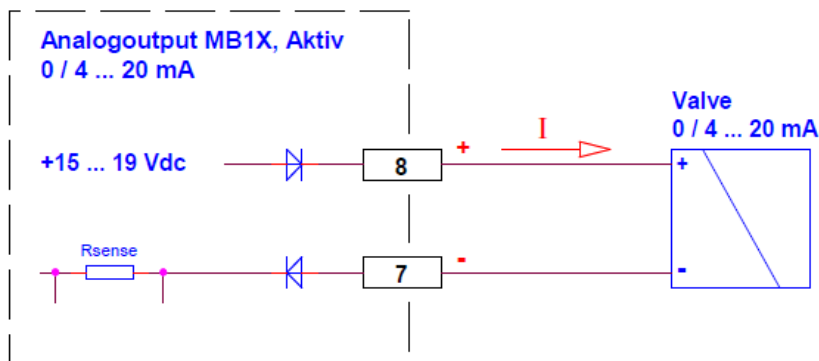 Analogoutput MB1X, Aktiv
0 / 4 ... 20 mA
Valve
0 / 4 ... 20 mA
+15 ... 19 Vdc
8
+
I
+
Rsense
7
-
-